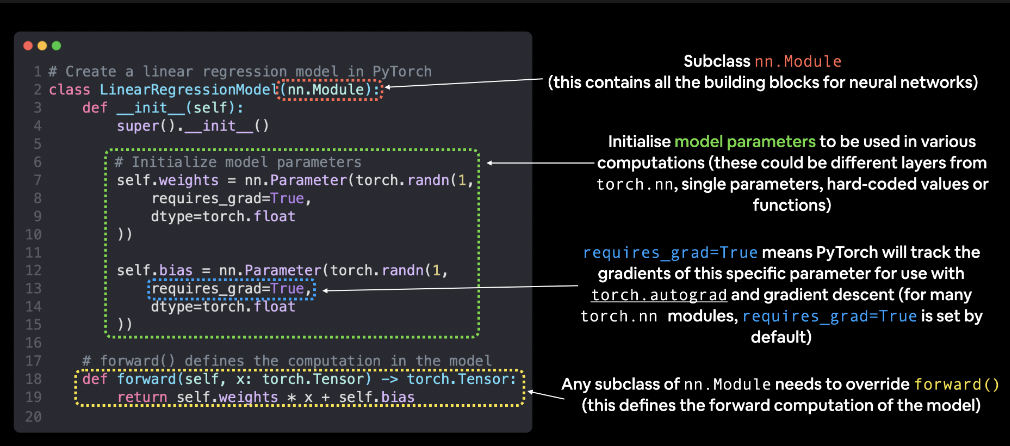 1 # Create a linear regression model in PyTorch
2 class LinearRegressionModel(nn.Module):
3     def __init__(self):
4         super().__init__()
5
6         # Initialize model parameters
7         self.weights = nn.Parameter(torch.randn(1,
8             requires_grad=True,
9             dtype=torch.float
10         ))
11
12         self.bias = nn.Parameter(torch.randn(1,
13             requires_grad=True,
14             dtype=torch.float
15         ))
16
17     # forward() defines the computation in the model
18     def forward(self, x: torch.Tensor) -> torch.Tensor:
19         return self.weights * x + self.bias
20
Subclass nn.Module
(this contains all the building blocks for neural networks)
Initialise model parameters to be used in various
computations (these could be different layers from
torch.nn, single parameters, hard-coded values or
functions)
requires_grad=True means PyTorch will track the
gradients of this specific parameter for use with
torch.autograd and gradient descent (for many
torch.nn modules, requires_grad=True is set by
default)
Any subclass of nn.Module needs to override forward()
(this defines the forward computation of the model)